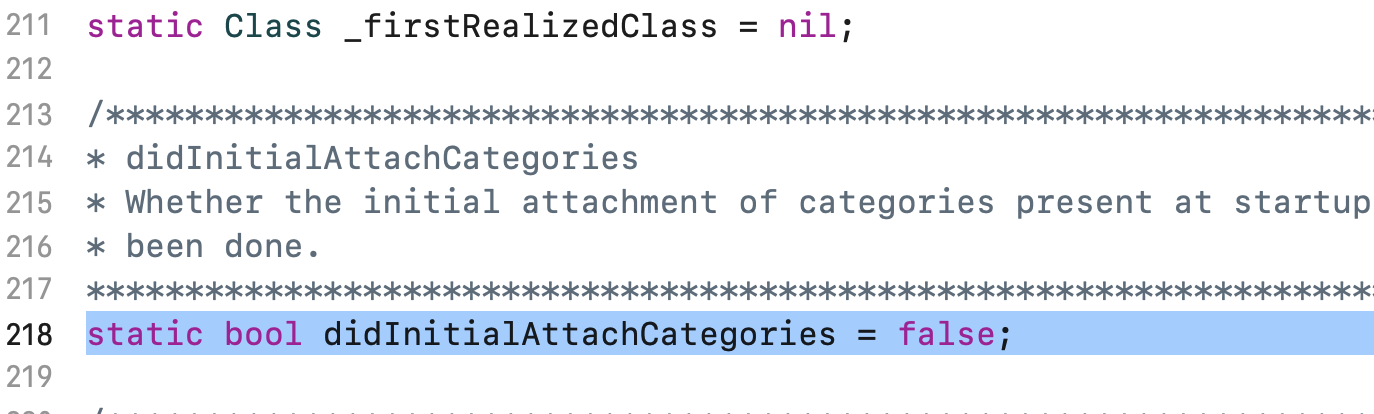 211 static Class _firstRealizedClass = nil;
212
213 /*****************************************************************
214 * didInitialAttachCategories
215 * Whether the initial attachment of categories present at startup
216 * been done.
217 ******************************************************************
218 static bool didInitialAttachCategories = false;
219